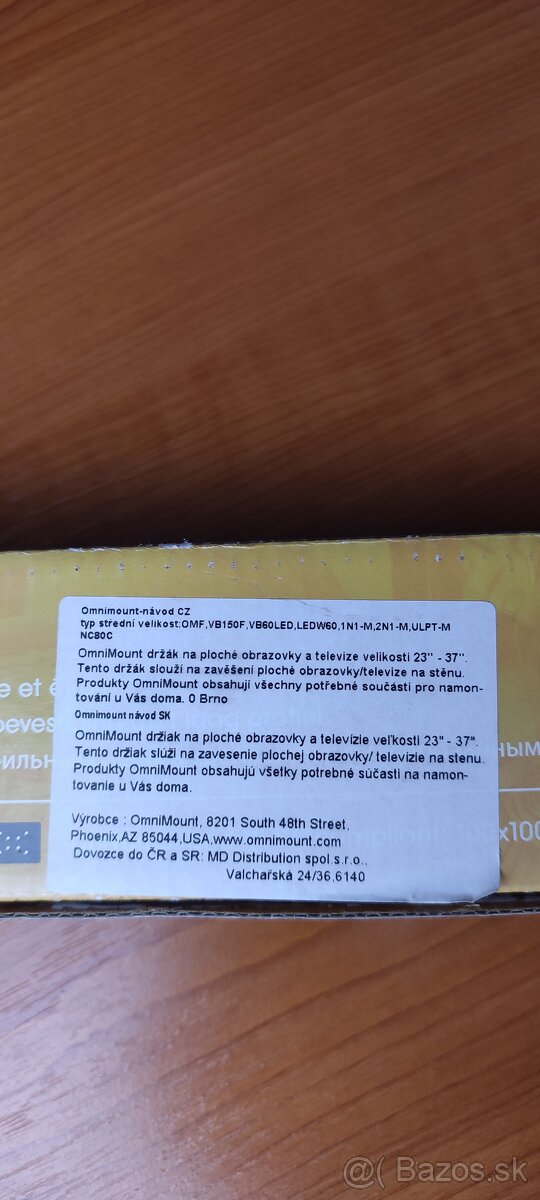 Omnimount-návod CZ
typ střední velikost:OMF,VB150F,VB60LED,LEDW60,1N1-M,2N1-M,ULPT-M
NC80C
OmniMount držák na ploché obrazovky a televize velikosti 23" - 37".
Tento držák slouží na zavěšení ploché obrazovky/televize na stěnu.
Produkty OmniMount obsahují všechny potřebné součásti pro namon-
tování u Vás doma. 0 Brno
Omnimount návod SK
OmniMount držiak na ploché obrazovky a televízie veľkosti 23" - 37".
Tento držiak slúži na zavesenie plochej obrazovky/ televízie na stenu.
Produkty OmniMount obsahujú všetky potrebné súčasti na namon-
tovanie u Vás doma.
Výrobce : OmniMount, 8201 South 48th Street,
Phoenix,AZ 85044,USA,www.omnimount.com
Dovozce do ČR a SR: MD Distribution spol.s.r.o.,
Valchařská 24/36,6140
e et é
ным
x100
Bazos.sk